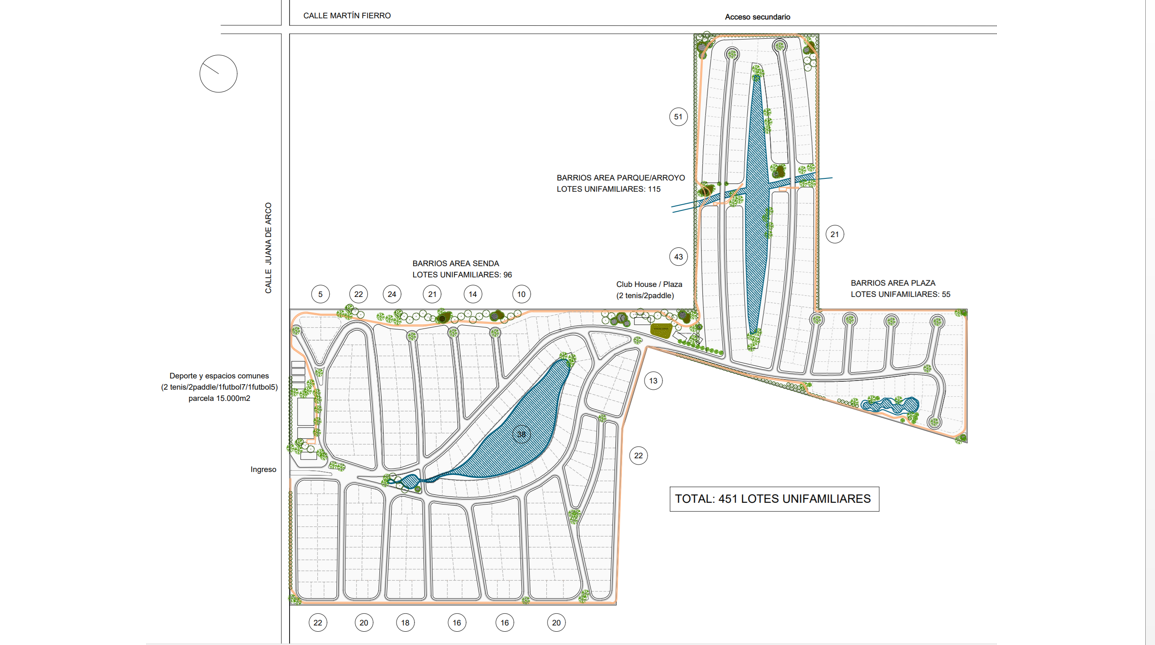 CALLE MARTÍN FIERRO
Acceso secundario
51
BARRIOS AREA PARQUE/ARROYO
LOTES UNIFAMILIARES: 115
CALLE JUANA DE ARCO
21
43
BARRIOS AREA SENDA
LOTES UNIFAMILIARES: 96
Club House / Plaza
(2 tenis/2paddle)
BARRIOS AREA PLAZA
LOTES UNIFAMILIARES: 55
5
22
24
21
14
10
Deporte y espacios comunes
(2 tenis/2paddle/1futbol7/1futbol5)
parcela 15.000m2
13
38
22
Ingreso
TOTAL: 451 LOTES UNIFAMILIARES
22
20
18
16
16
20